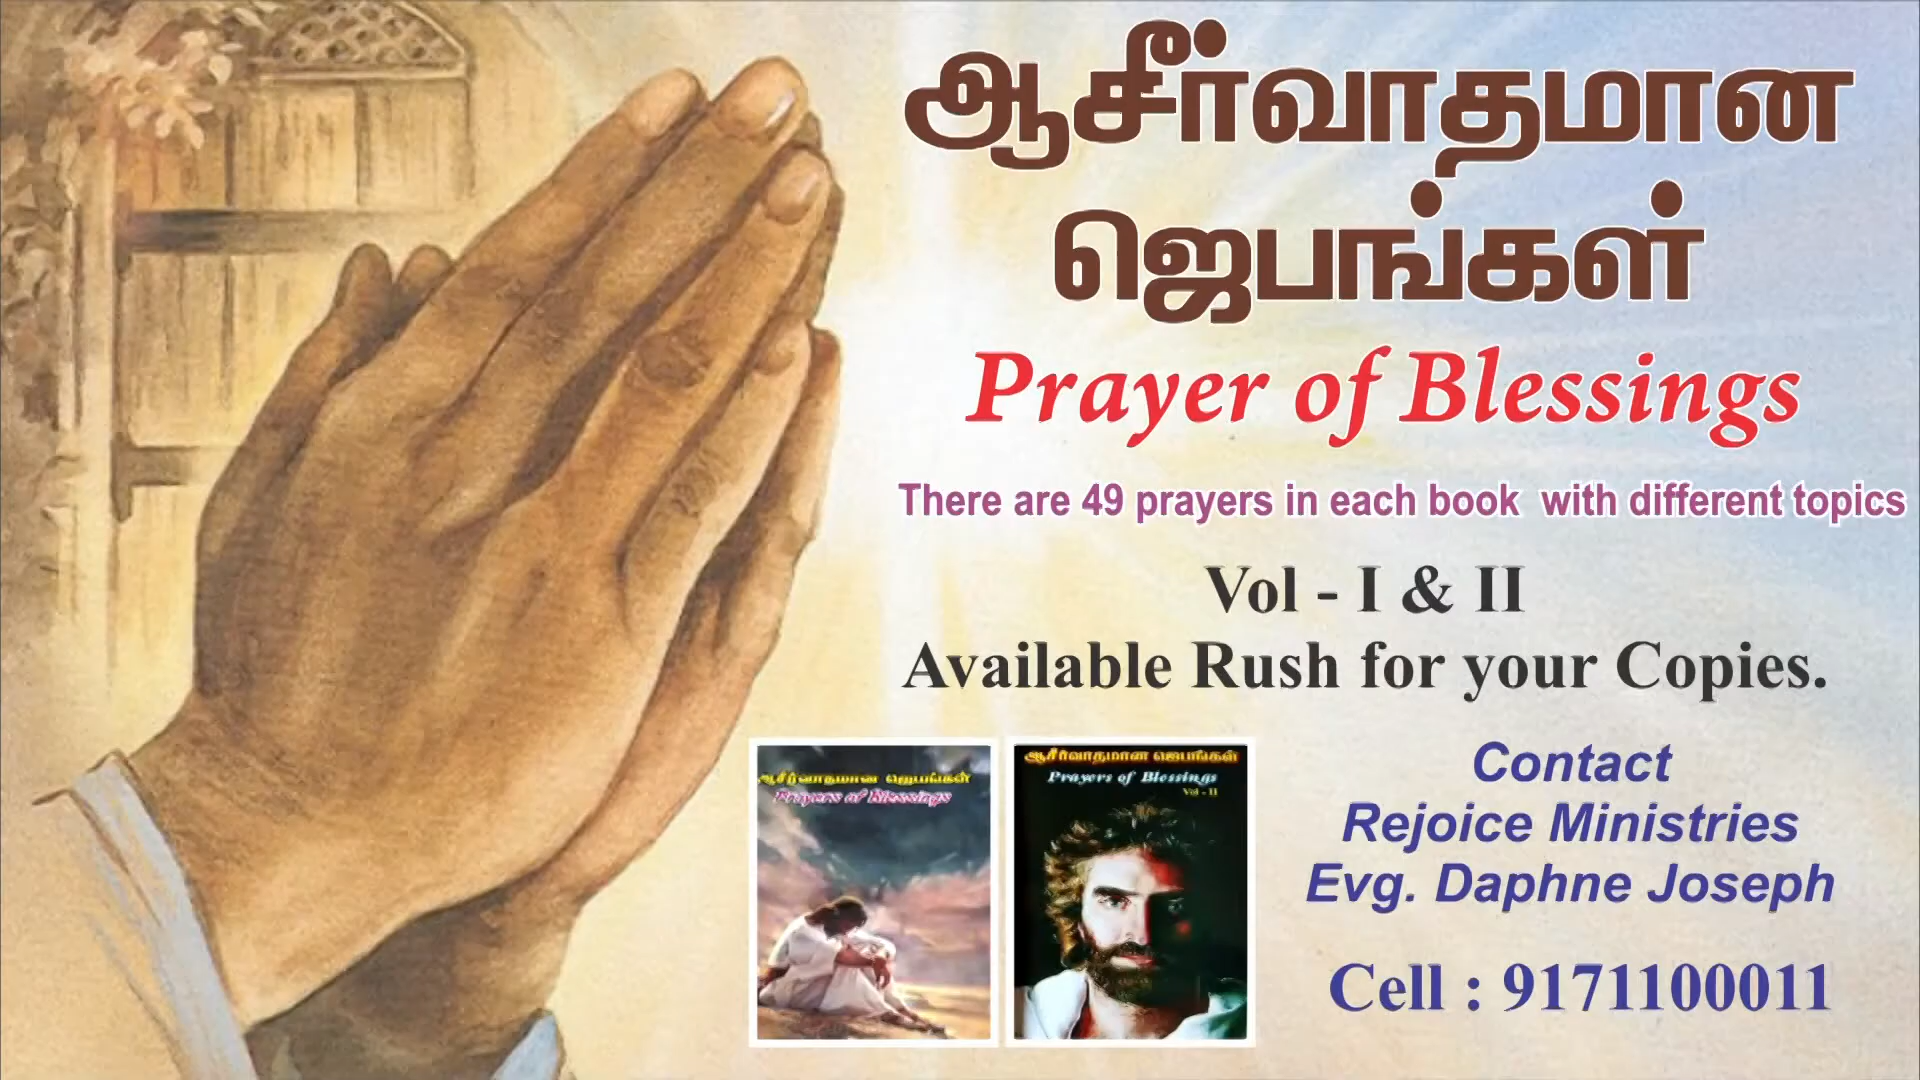 ஆசீர்வாதமான
ஜெபங்கள்
Prayer of Blessings
There are 49 prayers in each book with different topics
Vol - I & II
Available Rush for your Copies.
ஆசீர்வாதமான ஜெபங்கள்
Prayers of Blessings
ஆசீர்வாதமான ஜெபங்கள்
Prayers of Blessings
Vol - II
Contact
Rejoice Ministries
Evg. Daphne Joseph
Cell : 9171100011